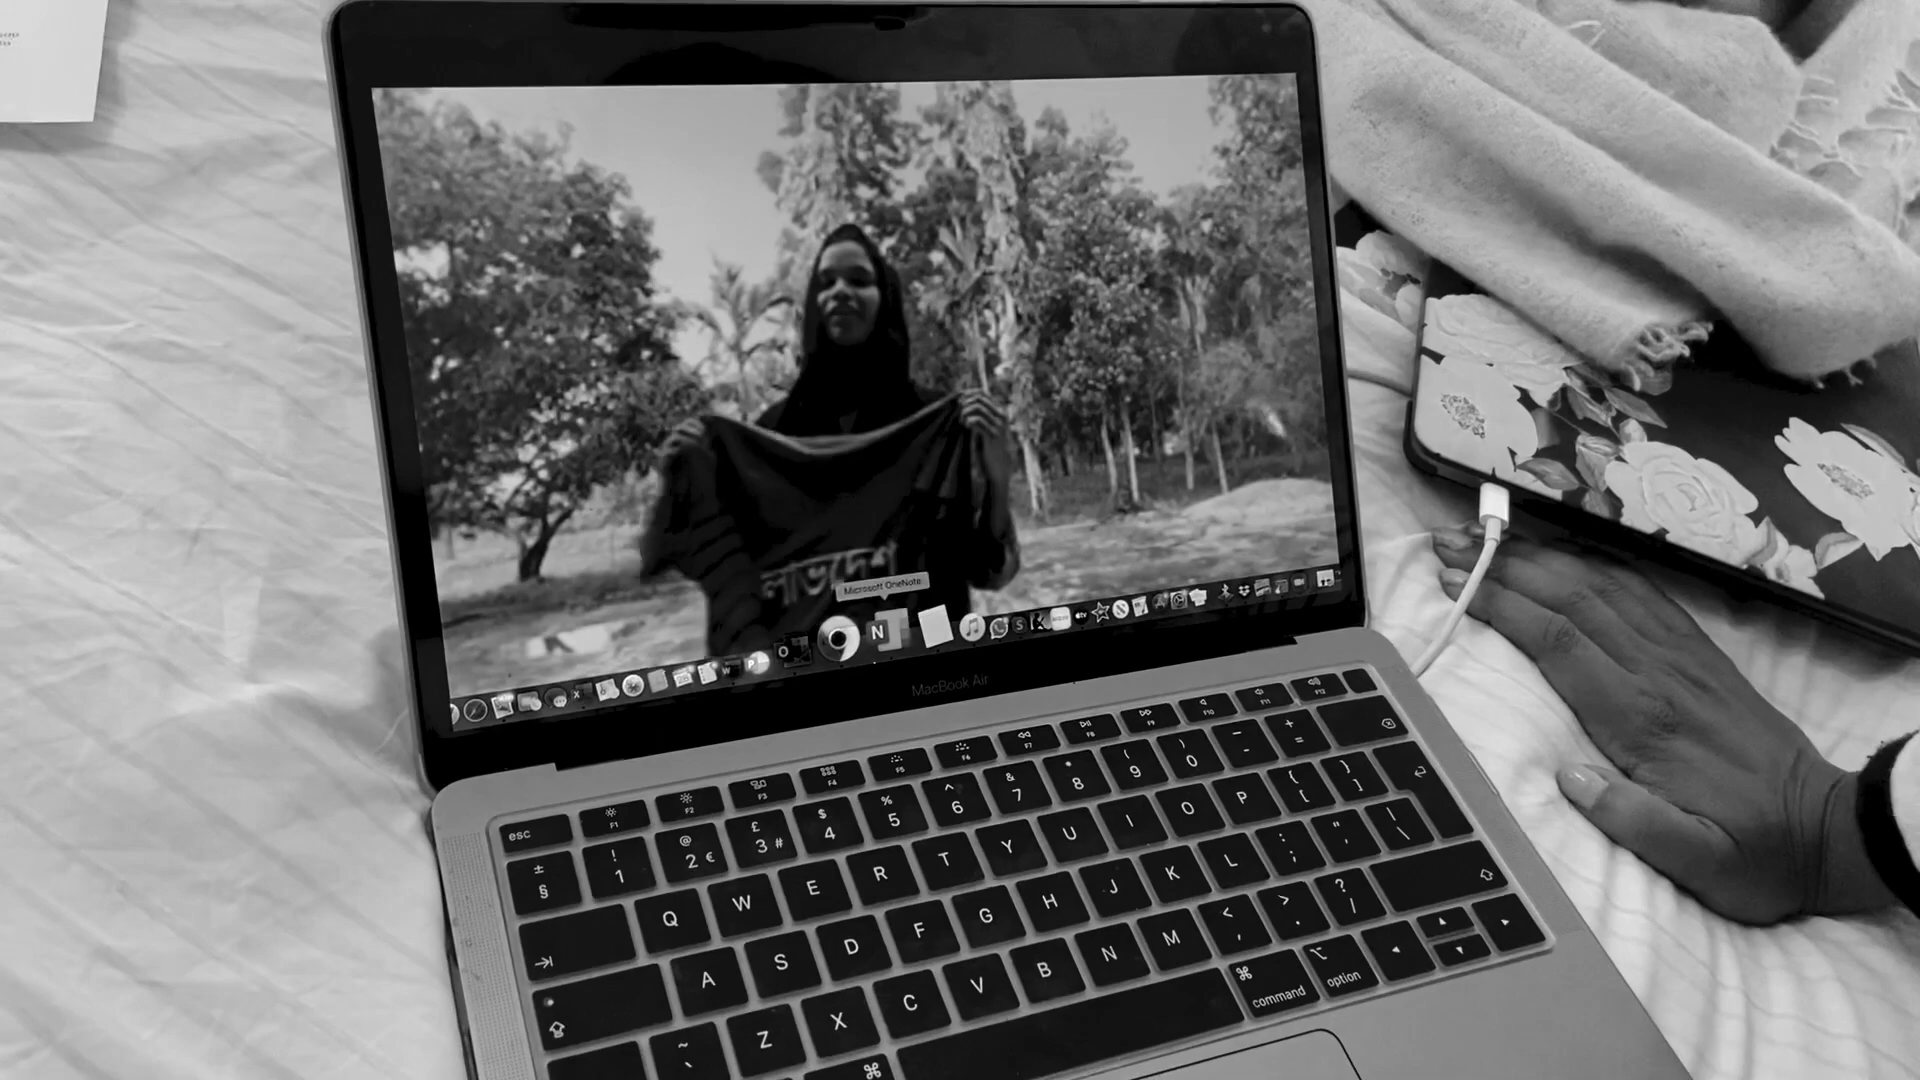 লাভদেশ
Microsoft OneNote
MacBook Air
esc F1 F2 F3 F4 F5 F6 F7 F8 F9 F10 F11 F12
± § ! 1 @ 2 € £ 3 # $ 4 % 5 ^ 6 & 7 * 8 ( 9 ) 0 _ - + =
Q W E R T Y U I O P { [ } ]
A S D F G H J K L : ; " ' | \
~ ` Z X C V B N M < , > . ? /
⌘ ⌘ command ⌥ option